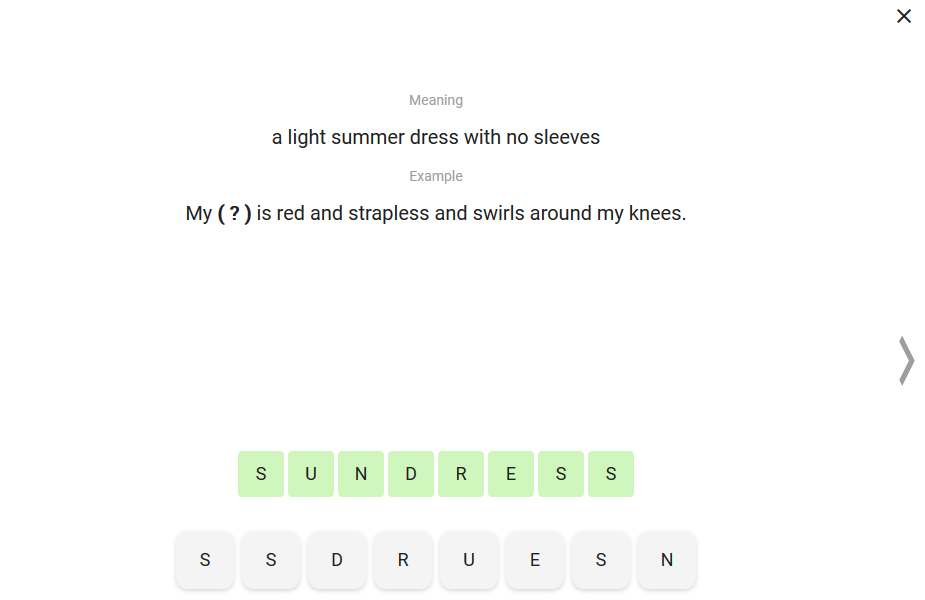 Meaning
a light summer dress with no sleeves
Example
My ( ? ) is red and strapless and swirls around my knees.
S U N D R E S S
S S D R U E S N